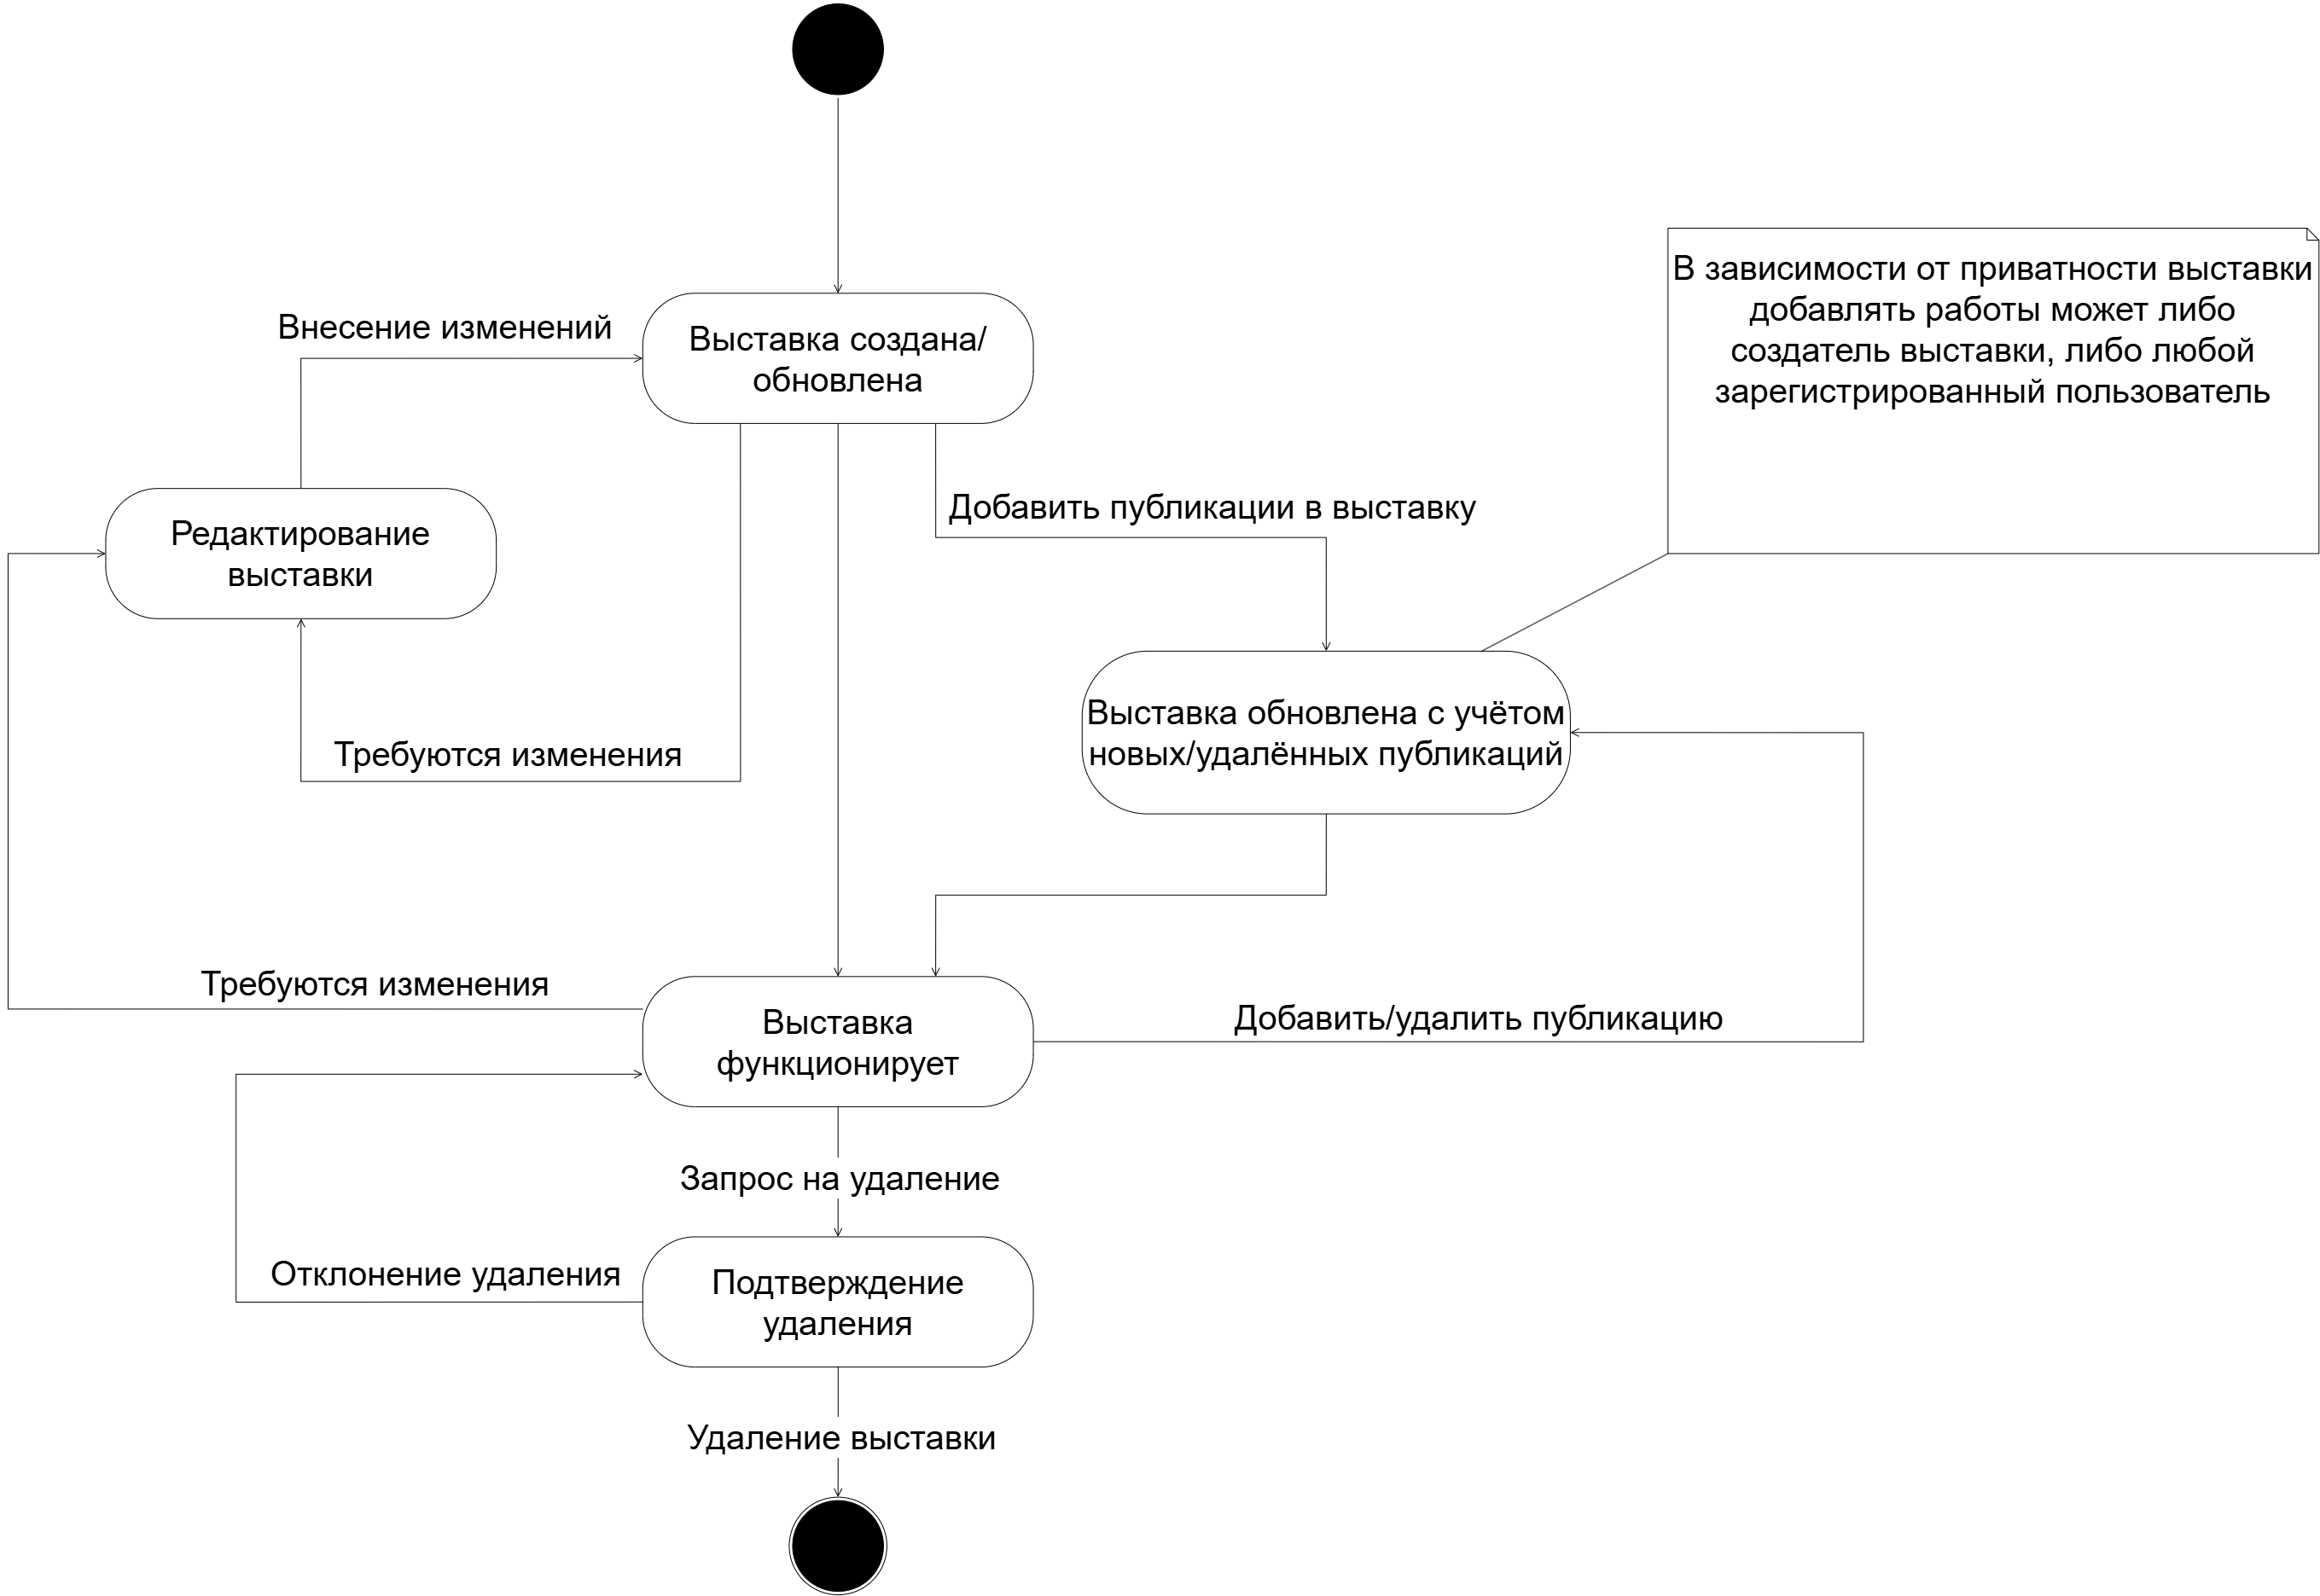 В зависимости от приватности выставки
добавлять работы может либо
создатель выставки, либо любой
зарегистрированный пользователь
Внесение изменений
Выставка создана/
обновлена
Добавить публикации в выставку
Редактирование
выставки
Выставка обновлена с учётом
новых/удалённых публикаций
Требуются изменения
Требуются изменения
Выставка
функционирует
Добавить/удалить публикацию
Запрос на удаление
Отклонение удаления
Подтверждение
удаления
Удаление выставки